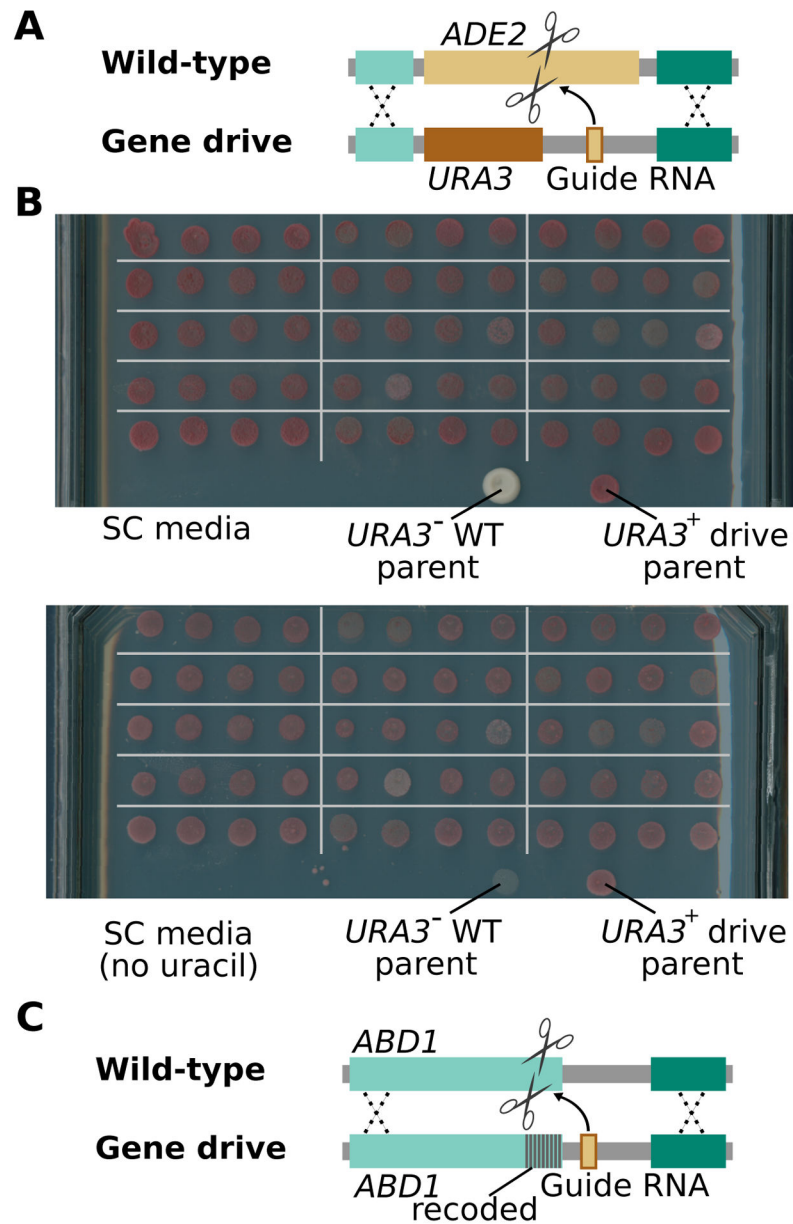 A
ADE2
Wild-type
Gene drive
URA3
Guide RNA
B
SC media
URA3⁻ WT
parent
URA3⁺ drive
parent
SC media
(no uracil)
URA3⁻ WT
parent
URA3⁺ drive
parent
C
ABD1
Wild-type
Gene drive
ABD1
Guide RNA
recoded